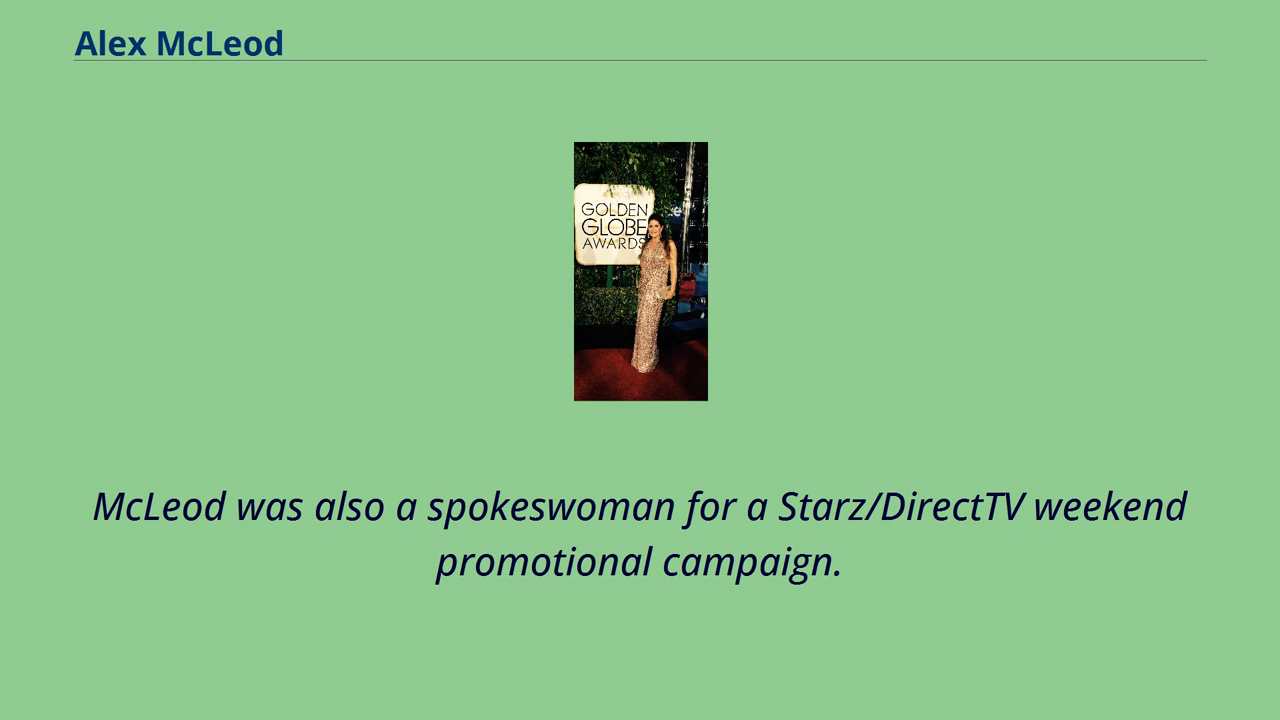 Alex McLeod
GOLDEN
GLOBE
AWARDS
McLeod was also a spokeswoman for a Starz/DirectTV weekend
promotional campaign.